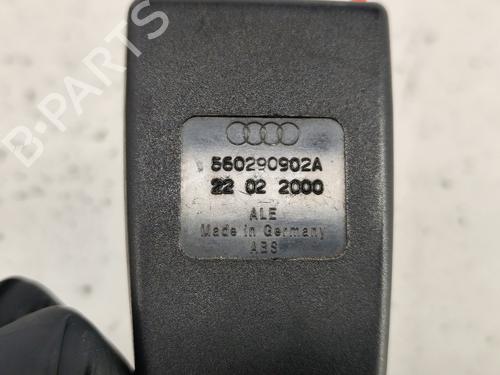 B-PARTS
560290902A
22 02 2000
ALE
Made in Germany
ABS